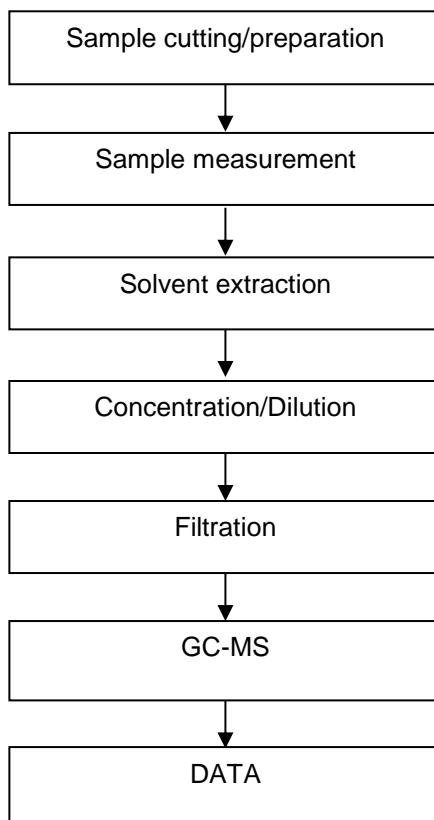 Sample cutting/preparation
Sample measurement
Solvent extraction
Concentration/Dilution
Filtration
GC-MS
DATA